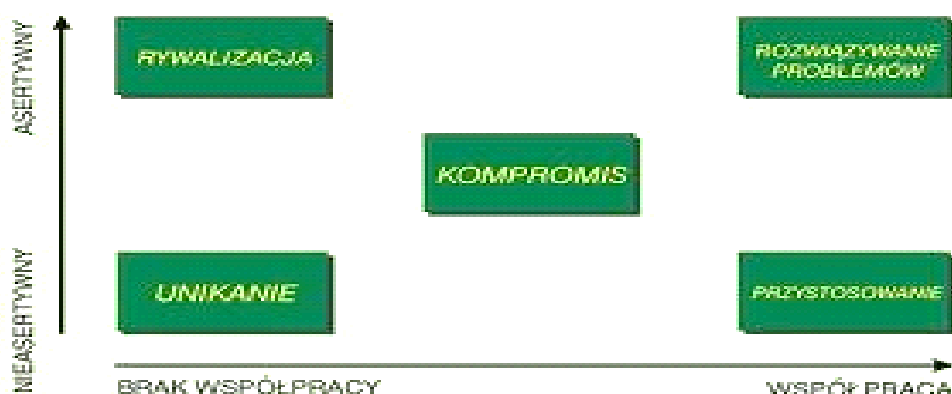 ASERTYWNY
RYWALIZACJA
ROZWIĄZYWANIE
PROBLEMÓW
KOMPROMIS
NIEASERTYWNY
UNIKANIE
PRZYSTOSOWANIE
BRAK WSPÓŁPRACY
WSPÓŁPRACA